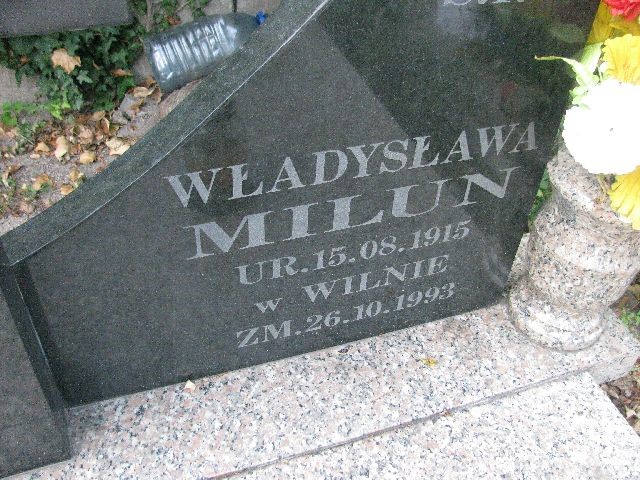 WŁADYSŁAWA
MILUN
UR. 15.08.1915
w WILNIE
ZM. 26.10.1993